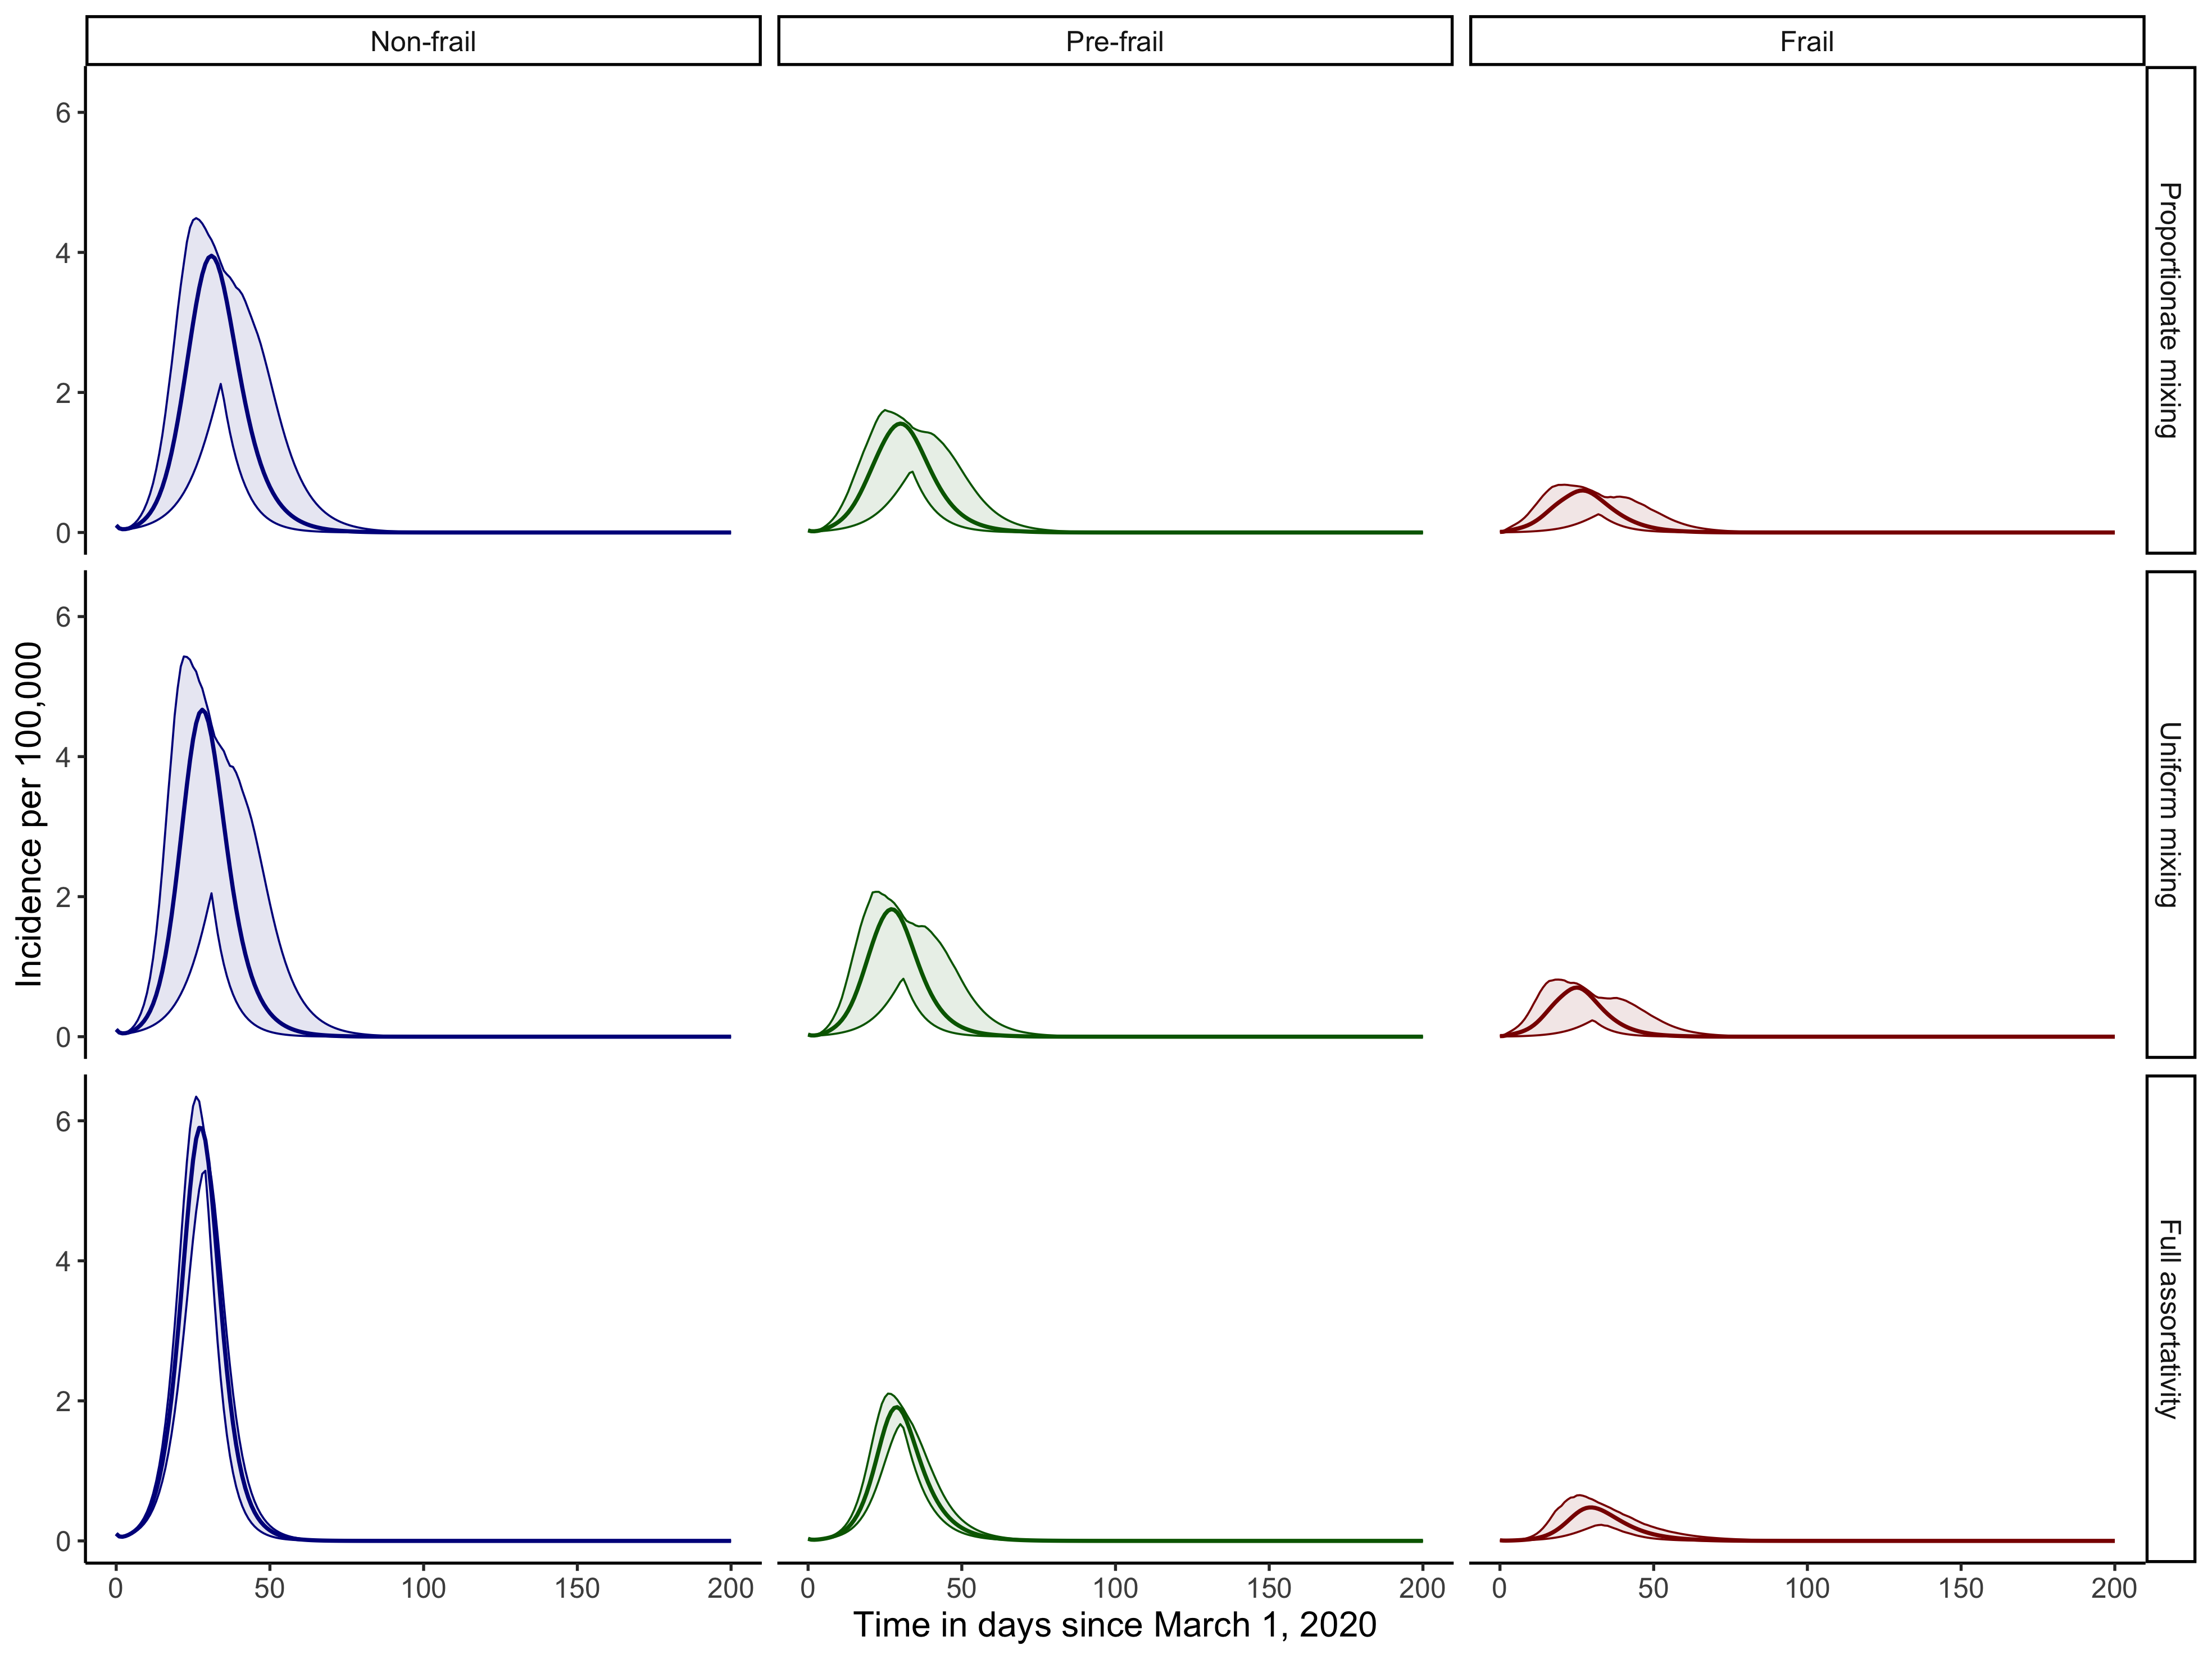 Non-frail
Pre-frail
Frail
6
4
2
0
Proportionate mixing
6
4
2
0
Uniform mixing
6
4
2
0
Full assortativity
Incidence per 100,000
0 50 100 150 200
0 50 100 150 200
0 50 100 150 200
Time in days since March 1, 2020